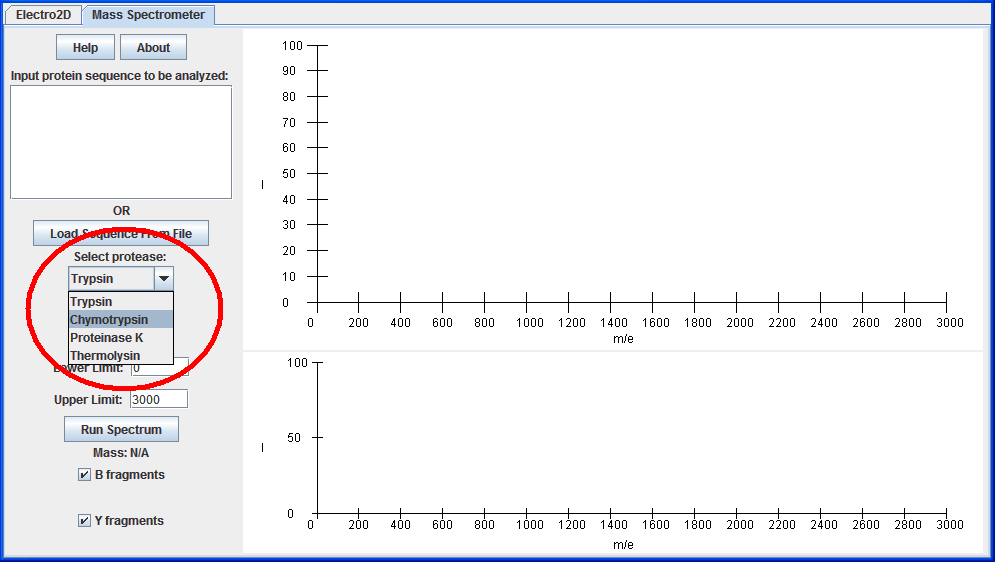 Electro2D Mass Spectrometer
Help About
Input protein sequence to be analyzed:
OR
Load Sequence From File
Select protease:
Trypsin
Trypsin
Chymotrypsin
Proteinase K
Thermolysin
Lower Limit: 0
Upper Limit: 3000
Run Spectrum
Mass: N/A
B fragments
Y fragments
100
90
80
70
60
50
40
30
20
10
0
I
0 200 400 600 800 1000 1200 1400 1600 1800 2000 2200 2400 2600 2800 3000
m/e
100
50
0
I
0 200 400 600 800 1000 1200 1400 1600 1800 2000 2200 2400 2600 2800 3000
m/e